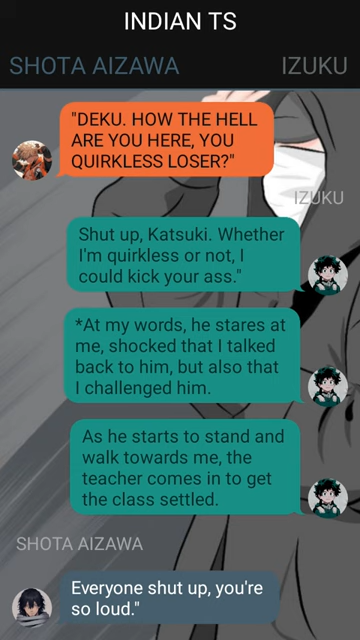 INDIAN TS
SHOTA AIZAWA IZUKU
"DEKU. HOW THE HELL
ARE YOU HERE, YOU
QUIRKLESS LOSER?"
IZUKU
Shut up, Katsuki. Whether
I'm quirkless or not, I
could kick your ass."
*At my words, he stares at
me, shocked that I talked
back to him, but also that
I challenged him.
As he starts to stand and
walk towards me, the
teacher comes in to get
the class settled.
SHOTA AIZAWA
Everyone shut up, you're
so loud."